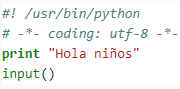 #! /usr/bin/python
# -*- coding: utf-8 -*-
print "Hola niños"
input()